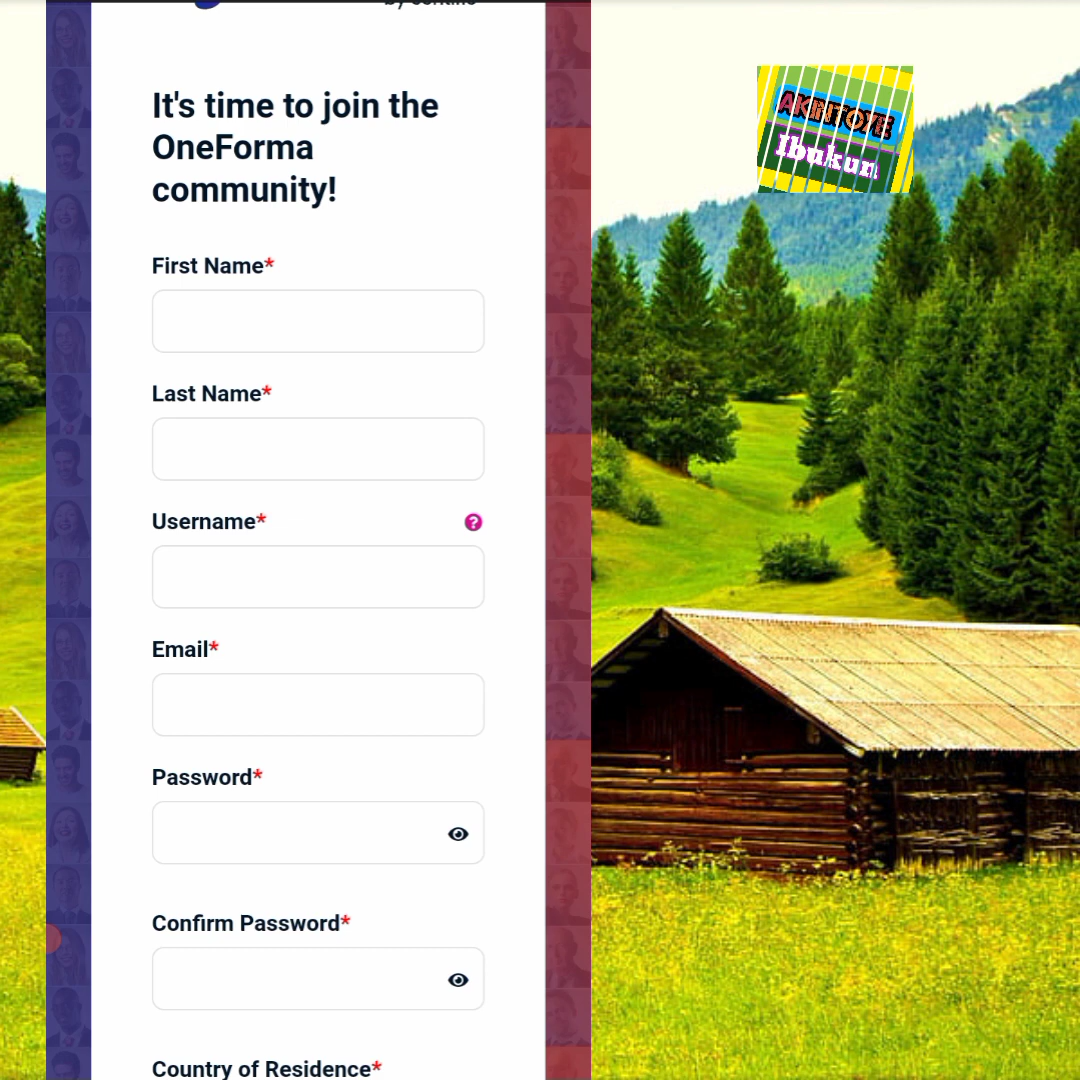 It's time to join the
OneForma
community!
First Name*
Last Name*
Username*
Email*
Password*
Confirm Password*
Country of Residence*
AKINTOYE
Ibukun